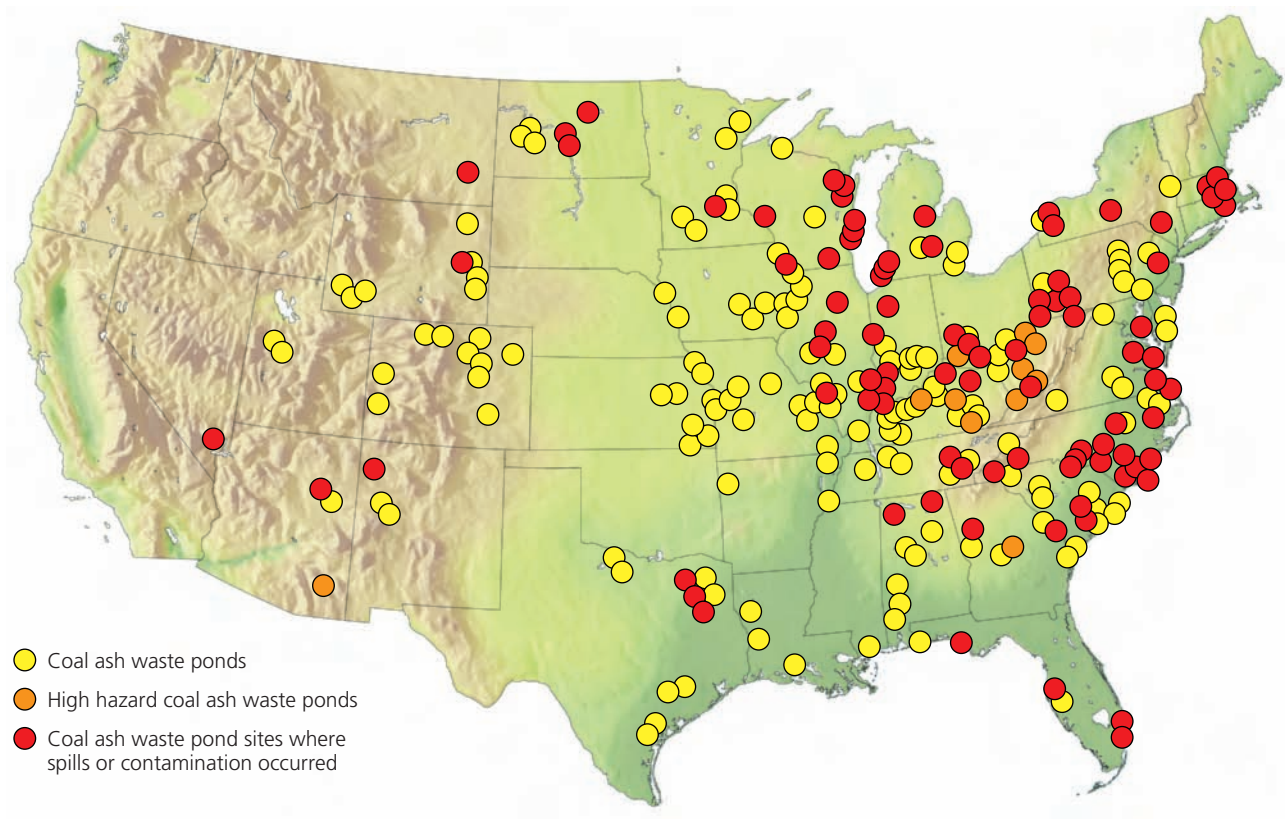 Coal ash waste ponds
High hazard coal ash waste ponds
Coal ash waste pond sites where
spills or contamination occurred